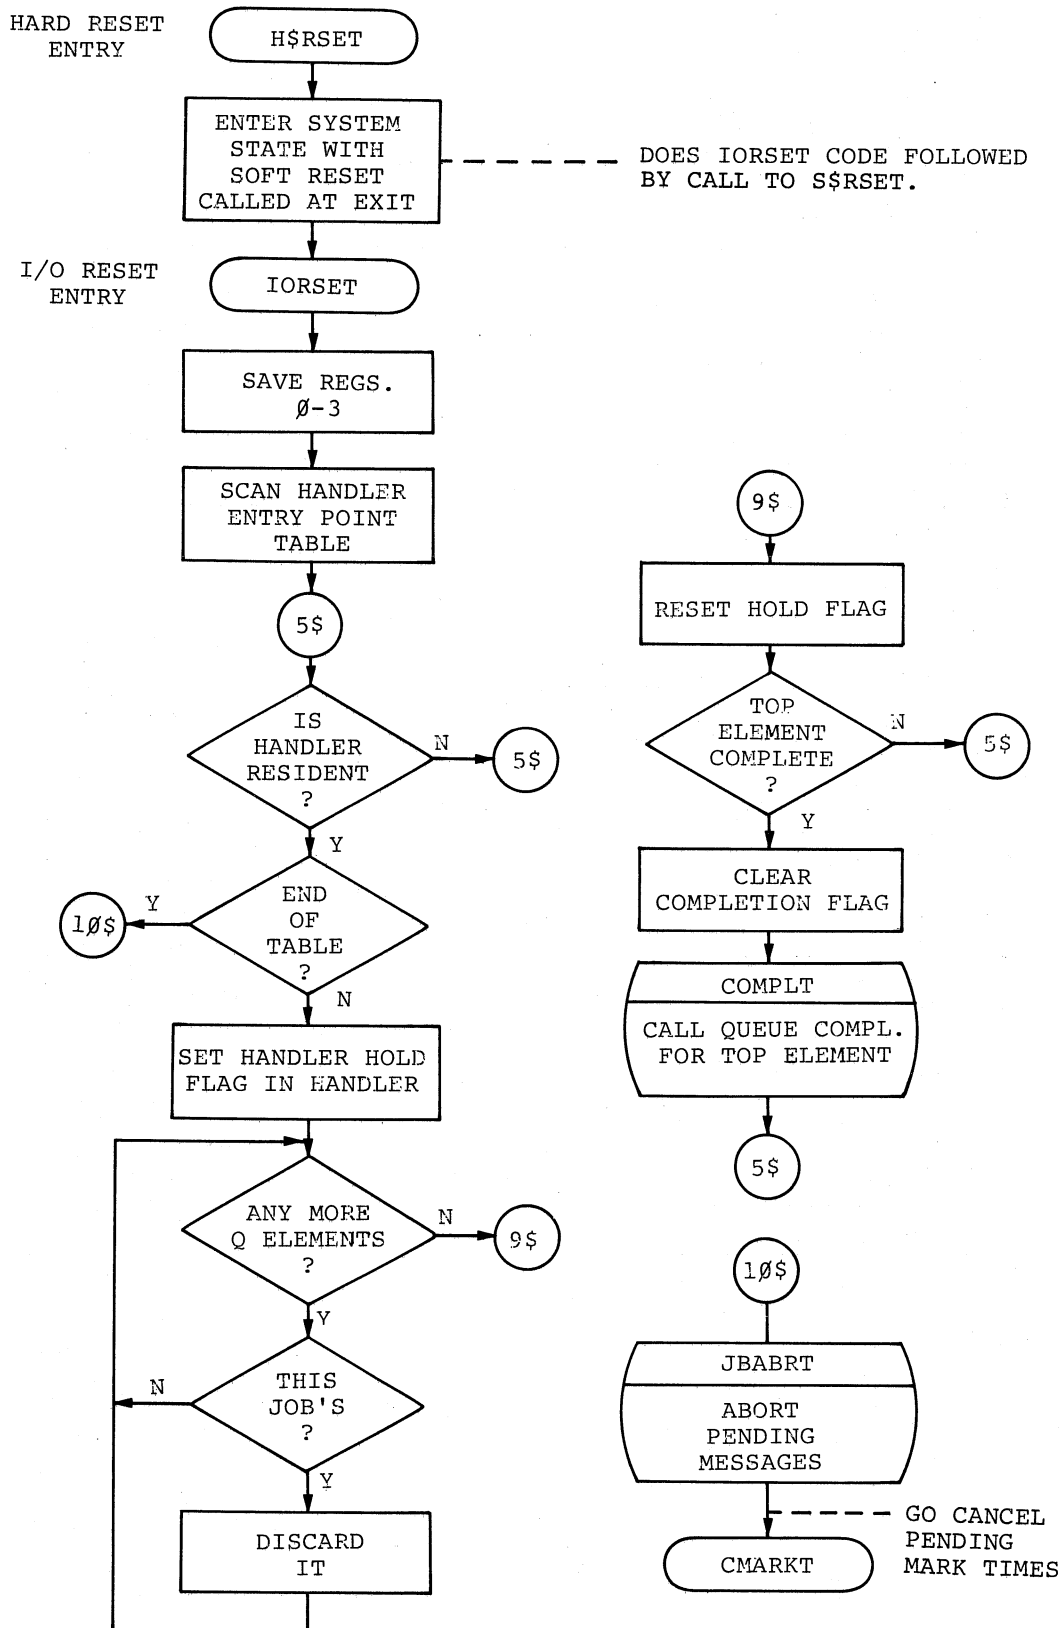 HARD RESET
ENTRY
H$RSET
ENTER SYSTEM
STATE WITH
SOFT RESET
CALLED AT EXIT
DOES IORSET CODE FOLLOWED
BY CALL TO S$RSET.
I/O RESET
ENTRY
IORSET
SAVE REGS.
Ø-3
SCAN HANDLER
ENTRY POINT
TABLE
5$
IS
HANDLER
RESIDENT
?
N
5$
Y
END
OF
TABLE
?
Y
1Ø$
N
SET HANDLER HOLD
FLAG IN HANDLER
ANY MORE
Q ELEMENTS
?
N
9$
Y
THIS
JOB'S
?
N
Y
DISCARD
IT
9$
RESET HOLD FLAG
TOP
ELEMENT
COMPLETE
?
N
5$
Y
CLEAR
COMPLETION FLAG
COMPLT
CALL QUEUE COMPL.
FOR TOP ELEMENT
5$
1Ø$
JBABRT
ABORT
PENDING
MESSAGES
GO CANCEL
PENDING
MARK TIMES
CMARKT